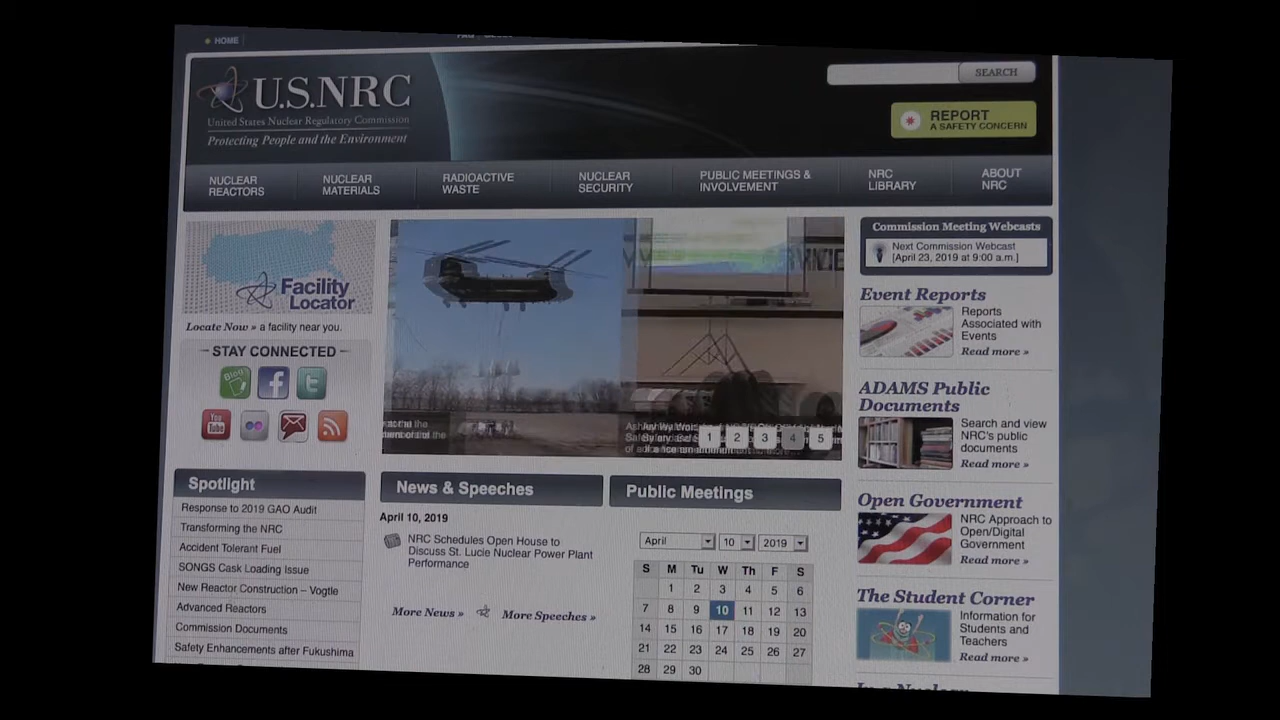 HOME
U.S.NRC
United States Nuclear Regulatory Commission
Protecting People and the Environment
SEARCH
REPORT
A SAFETY CONCERN
NUCLEAR
REACTORS
NUCLEAR
MATERIALS
RADIOACTIVE
WASTE
NUCLEAR
SECURITY
PUBLIC MEETINGS &
INVOLVEMENT
NRC
LIBRARY
ABOUT
NRC
Facility
Locator
Locate Now » a facility near you.
STAY CONNECTED
Blog
You
Tube
1 2 3 4 5
Commission Meeting Webcasts
Next Commission Webcast
[April 23, 2019 at 9:00 a.m.]
Event Reports
Reports
Associated with
Events
Read more »
ADAMS Public
Documents
Search and view
NRC's public
documents
Read more »
Open Government
NRC Approach to
Open/Digital
Government
Read more »
The Student Corner
Information for
Students and
Teachers
Read more »
Spotlight
Response to 2019 GAO Audit
Transforming the NRC
Accident Tolerant Fuel
SONGS Cask Loading Issue
New Reactor Construction – Vogtle
Advanced Reactors
Commission Documents
Safety Enhancements after Fukushima
News & Speeches
April 10, 2019
NRC Schedules Open House to
Discuss St. Lucie Nuclear Power Plant
Performance
More News » More Speeches »
Public Meetings
April 10 2019
S M Tu W Th F S
1 2 3 4 5 6
7 8 9 10 11 12 13
14 15 16 17 18 19 20
21 22 23 24 25 26 27
28 29 30